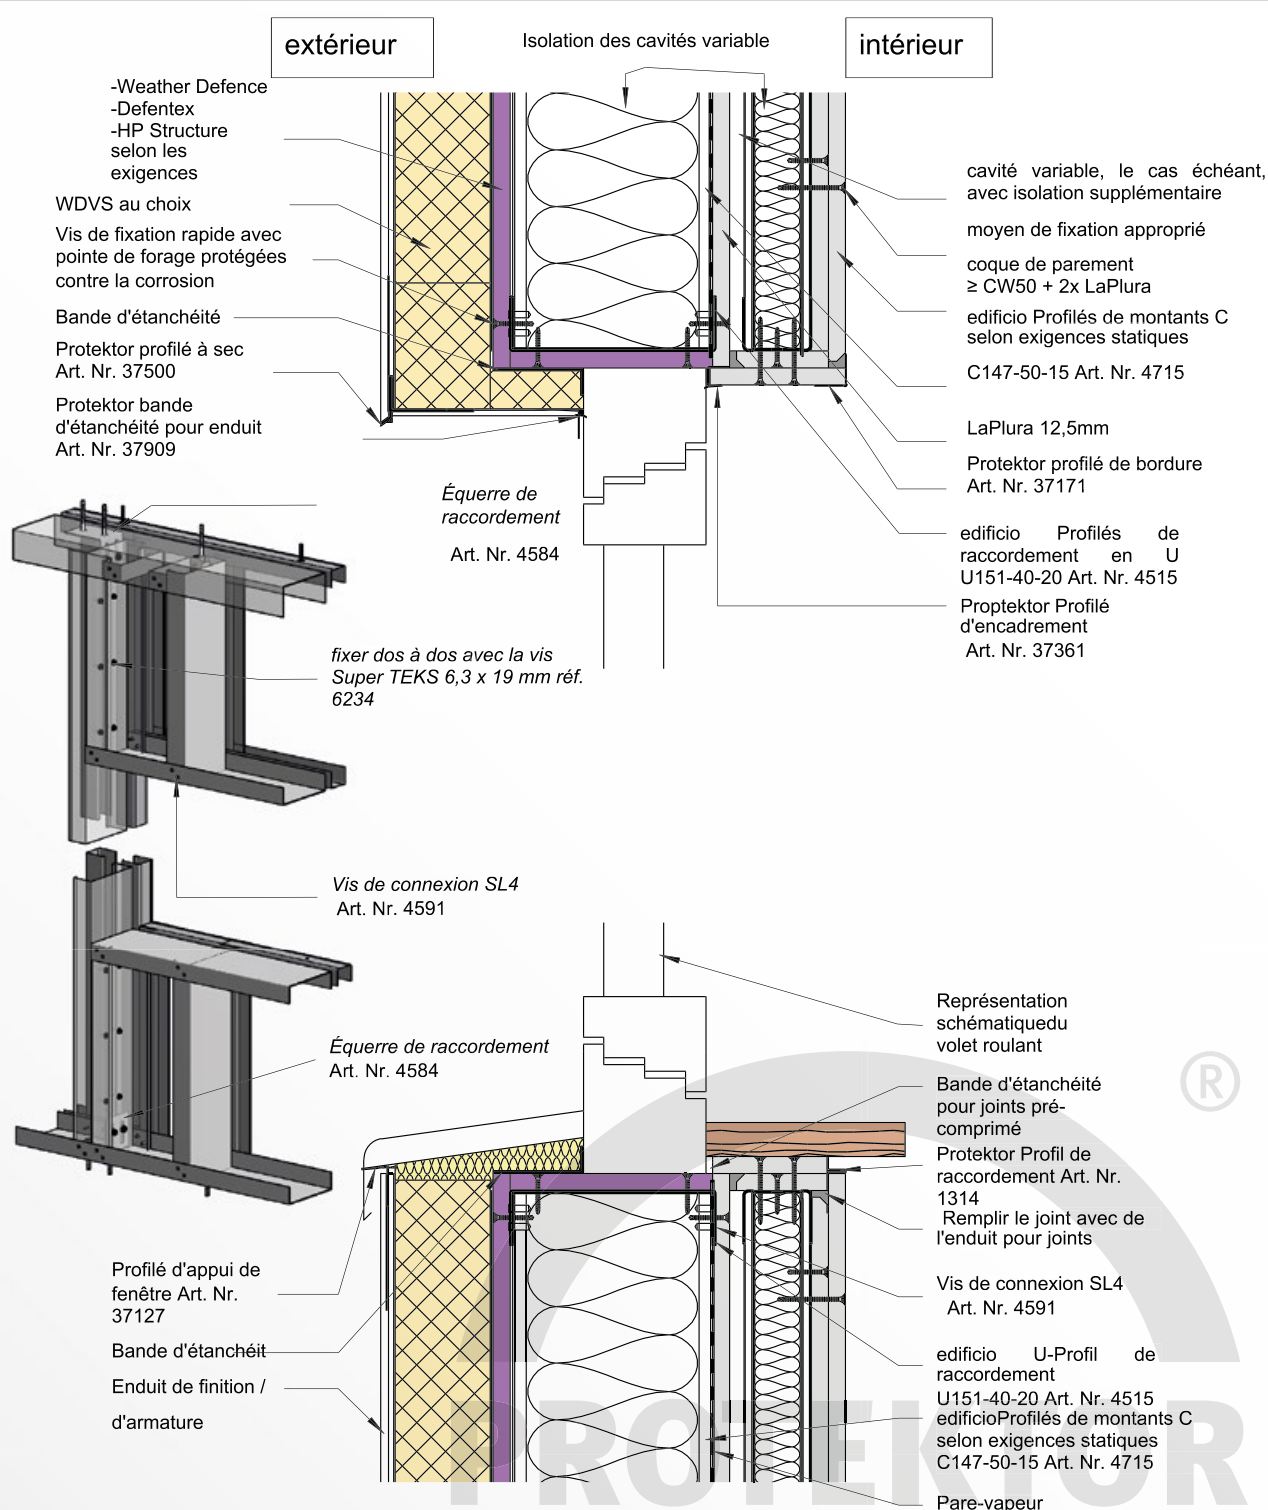 extérieur
Isolation des cavités variable
intérieur
-Weather Defence
-Defentex
-HP Structure
selon les
exigences
WDVS au choix
Vis de fixation rapide avec
pointe de forage protégées
contre la corrosion
Bande d'étanchéité
Protektor profilé à sec
Art. Nr. 37500
Protektor bande
d'étanchéité pour enduit
Art. Nr. 37909
cavité variable, le cas échéant,
avec isolation supplémentaire
moyen de fixation approprié
coque de parement
≥ CW50 + 2x LaPlura
edificio Profilés de montants C
selon exigences statiques
C147-50-15 Art. Nr. 4715
LaPlura 12,5mm
Protektor profilé de bordure
Art. Nr. 37171
edificio Profilés de
raccordement en U
U151-40-20 Art. Nr. 4515
Proptektor Profilé
d'encadrement
Art. Nr. 37361
Équerre de
raccordement
Art. Nr. 4584
fixer dos à dos avec la vis
Super TEKS 6,3 x 19 mm réf.
6234
Vis de connexion SL4
Art. Nr. 4591
Équerre de raccordement
Art. Nr. 4584
Représentation
schématiquedu
volet roulant
Bande d'étanchéité
pour joints pré-
comprimé
Protektor Profil de
raccordement Art. Nr.
1314
Remplir le joint avec de
l'enduit pour joints
Vis de connexion SL4
Art. Nr. 4591
edificio U-Profil de
raccordement
U151-40-20 Art. Nr. 4515
edificioProfilés de montants C
selon exigences statiques
C147-50-15 Art. Nr. 4715
Pare-vapeur
Profilé d'appui de
fenêtre Art. Nr.
37127
Bande d'étanchéit
Enduit de finition /
d'armature
®
PROTEKTOR